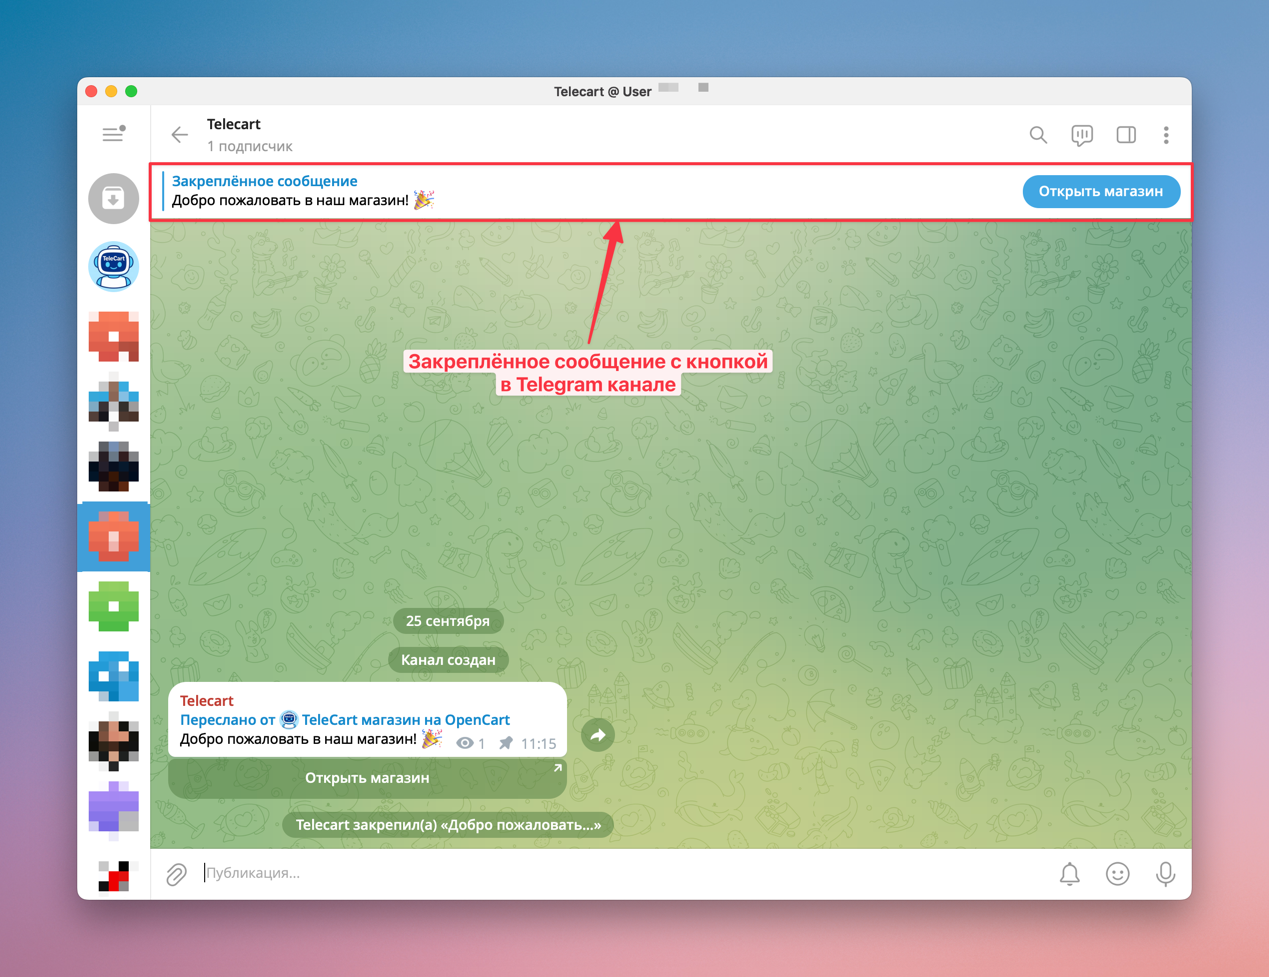 Telecart @ User
Telecart
1 подписчик
Закреплённое сообщение
Добро пожаловать в наш магазин! 🎉
Открыть магазин
TeleCart
Закреплённое сообщение с кнопкой
в Telegram канале
25 сентября
Канал создан
Telecart
Переслано от TeleCart магазин на OpenCart
Добро пожаловать в наш магазин! 🎉 1 11:15
Открыть магазин
Telecart закрепил(а) «Добро пожаловать...»
Публикация...